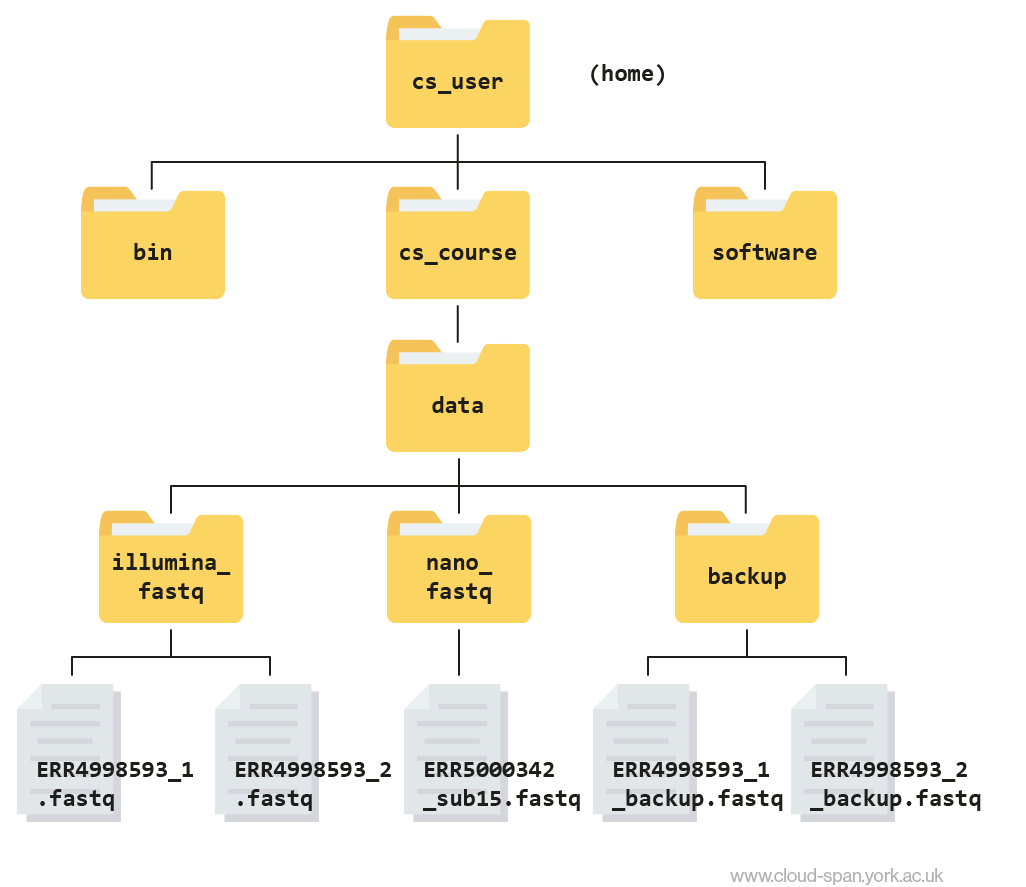 cs_user
(home)
bin
cs_course
software
data
illumina_
fastq
nano_
fastq
backup
ERR4998593_1
.fastq
ERR4998593_2
.fastq
ERR5000342
_sub15.fastq
ERR4998593_1
_backup.fastq
ERR4998593_2
_backup.fastq
www.cloud-span.york.ac.uk